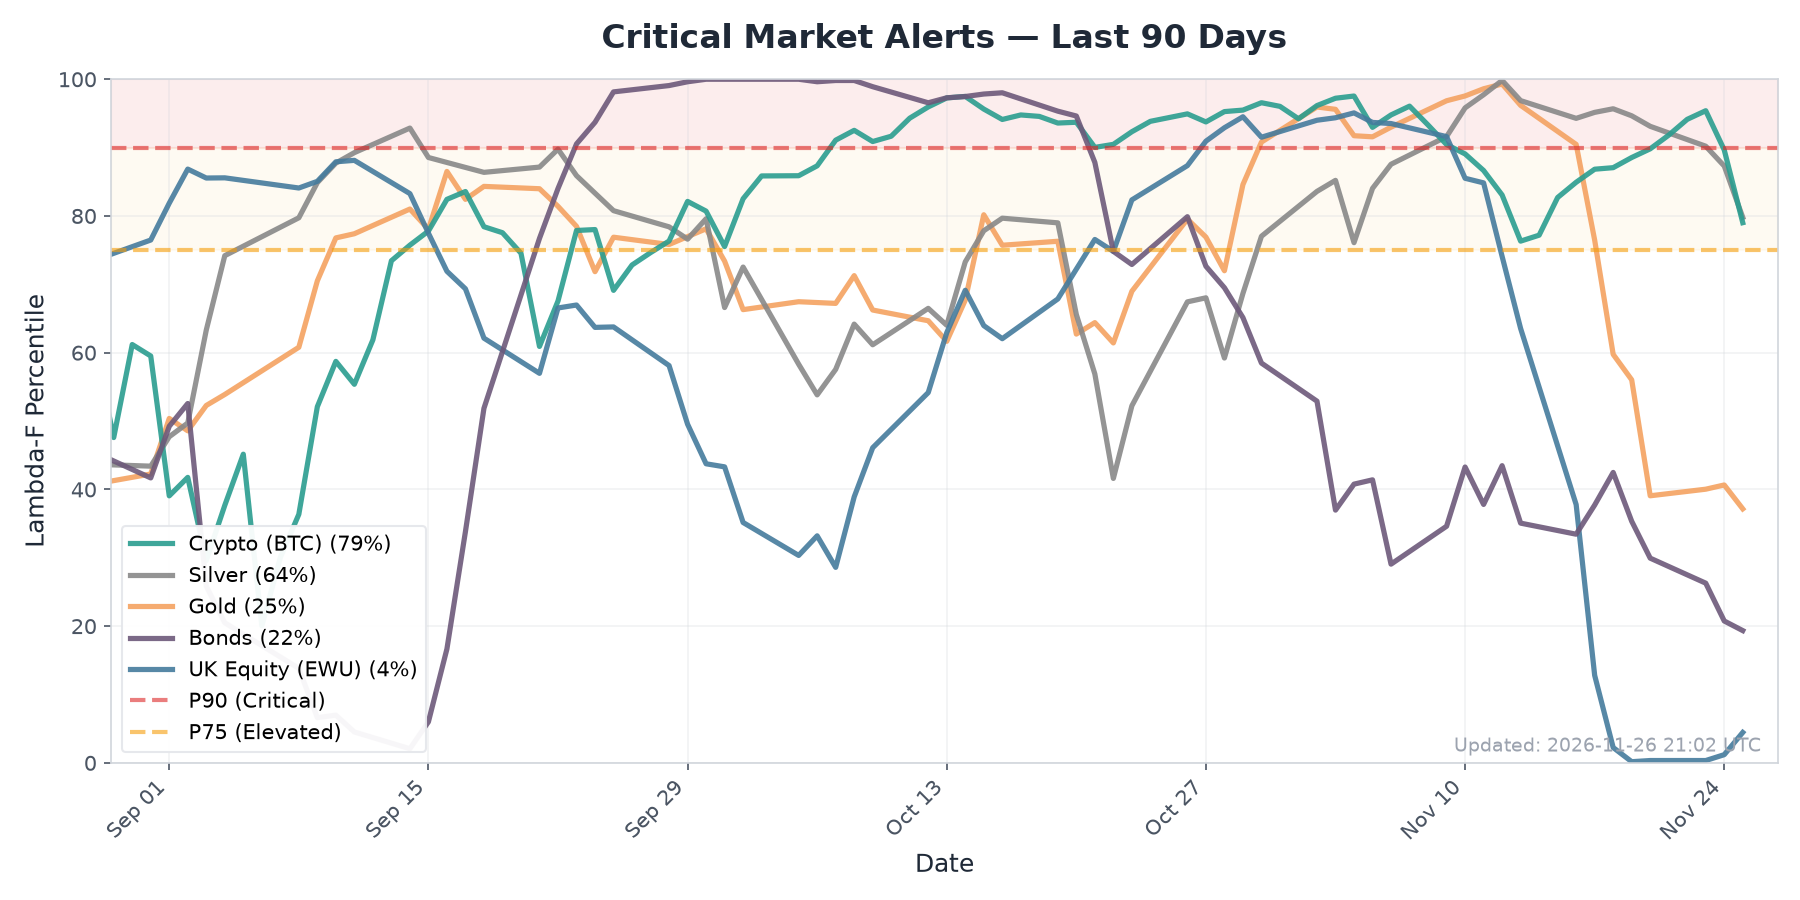 Critical Market Alerts — Last 90 Days
Lambda-F Percentile
100
80
60
40
20
0
Crypto (BTC) (79%)
Silver (64%)
Gold (25%)
Bonds (22%)
UK Equity (EWU) (4%)
P90 (Critical)
P75 (Elevated)
Updated: 2026-11-26 21:02 UTC
Sep 01
Sep 15
Sep 29
Oct 13
Oct 27
Nov 10
Nov 24
Date